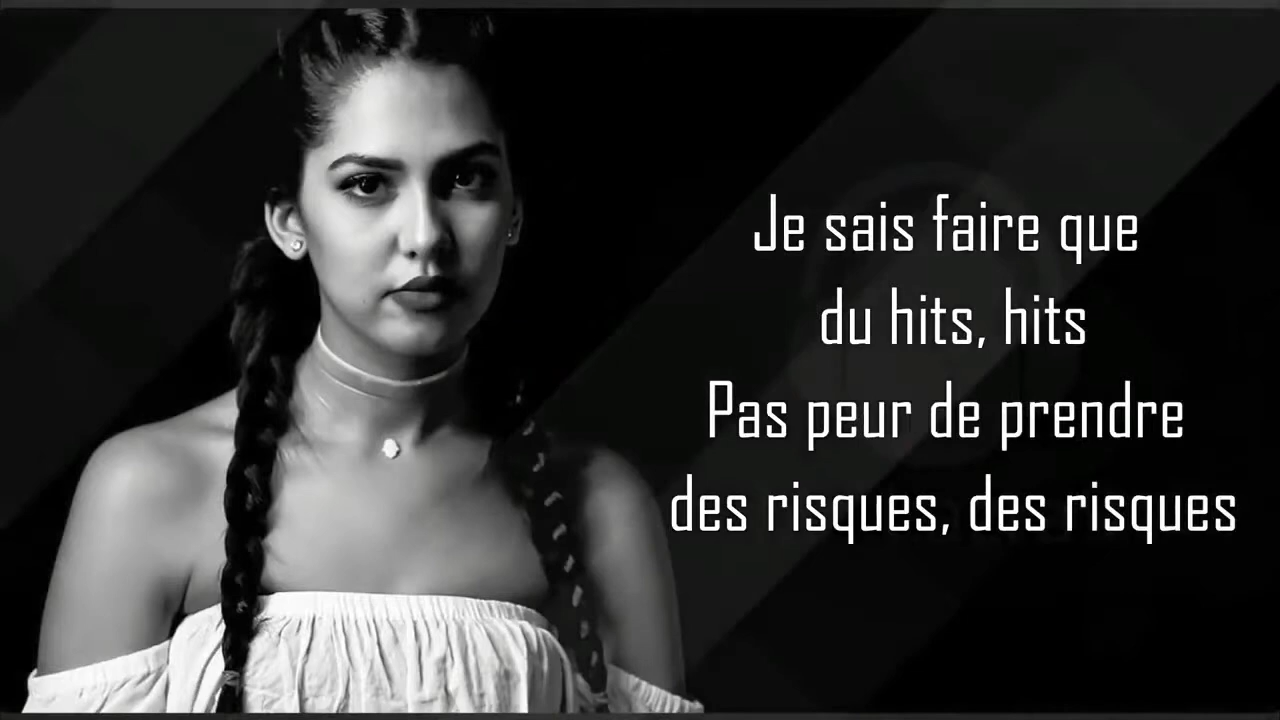 Je sais faire que
du hits, hits
Pas peur de prendre
des risques, des risques